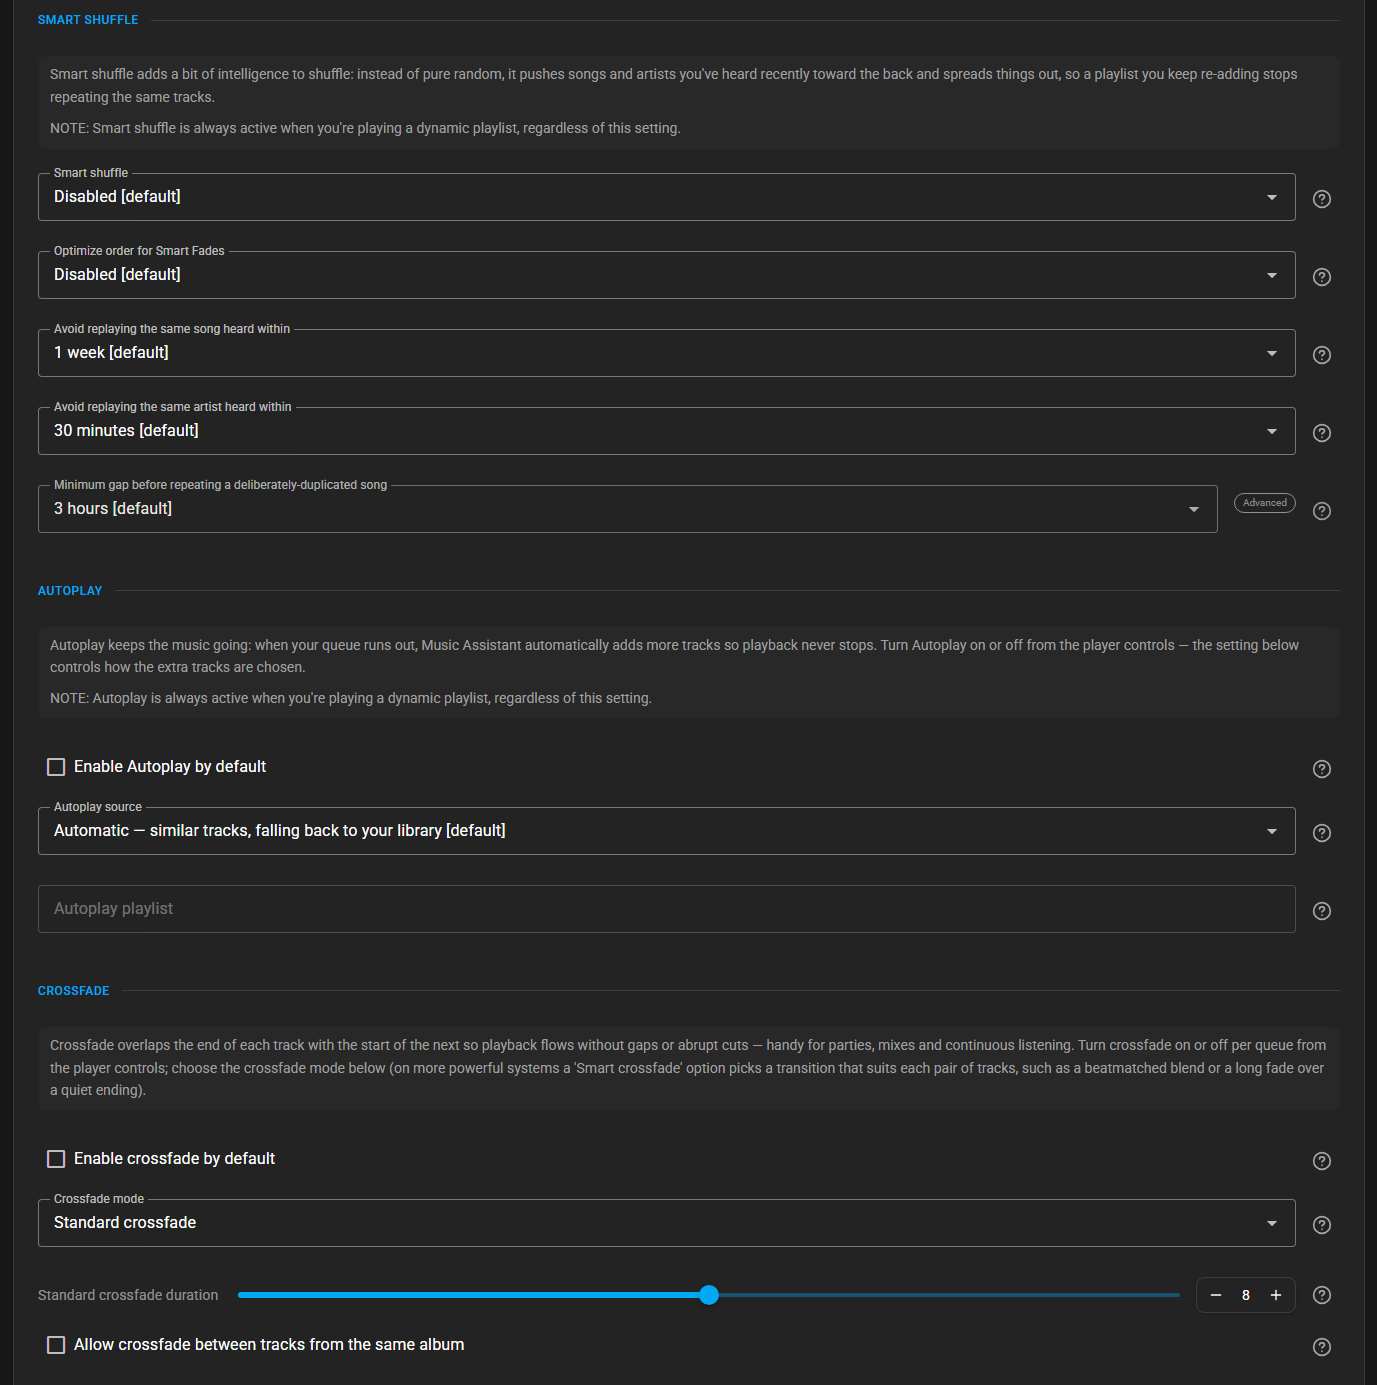 SMART SHUFFLE
Smart shuffle adds a bit of intelligence to shuffle: instead of pure random, it pushes songs and artists you've heard recently toward the back and spreads things out, so a playlist you keep re-adding stops
repeating the same tracks.
NOTE: Smart shuffle is always active when you're playing a dynamic playlist, regardless of this setting.
Smart shuffle
Disabled [default]
Optimize order for Smart Fades
Disabled [default]
Avoid replaying the same song heard within
1 week [default]
Avoid replaying the same artist heard within
30 minutes [default]
Minimum gap before repeating a deliberately-duplicated song
3 hours [default]
Advanced
AUTOPLAY
Autoplay keeps the music going: when your queue runs out, Music Assistant automatically adds more tracks so playback never stops. Turn Autoplay on or off from the player controls — the setting below
controls how the extra tracks are chosen.
NOTE: Autoplay is always active when you're playing a dynamic playlist, regardless of this setting.
Enable Autoplay by default
Autoplay source
Automatic — similar tracks, falling back to your library [default]
Autoplay playlist
CROSSFADE
Crossfade overlaps the end of each track with the start of the next so playback flows without gaps or abrupt cuts — handy for parties, mixes and continuous listening. Turn crossfade on or off per queue from
the player controls; choose the crossfade mode below (on more powerful systems a 'Smart crossfade' option picks a transition that suits each pair of tracks, such as a beatmatched blend or a long fade over
a quiet ending).
Enable crossfade by default
Crossfade mode
Standard crossfade
Standard crossfade duration
− 8 +
Allow crossfade between tracks from the same album